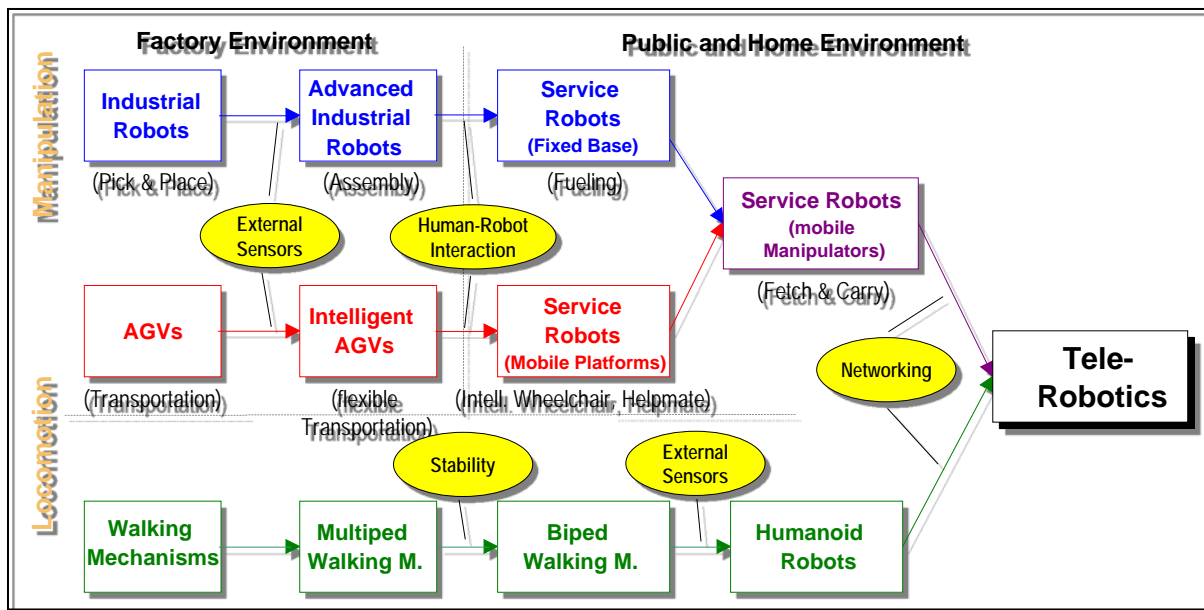 Factory Environment
Public and Home Environment
Manipulation
Industrial
Robots
(Pick & Place)
Advanced
Industrial
Robots
(Assembly)
Service
Robots
(Fixed Base)
(Fueling)
External
Sensors
Human-Robot
Interaction
Service Robots
(mobile
Manipulators)
(Fetch & Carry)
AGVs
(Transportation)
Intelligent
AGVs
(flexible
Transportation)
Service
Robots
(Mobile Platforms)
(Intell. Wheelchair, Helpmate)
Networking
Tele-
Robotics
Locomotion
Stability
External
Sensors
Walking
Mechanisms
Multiped
Walking M.
Biped
Walking M.
Humanoid
Robots